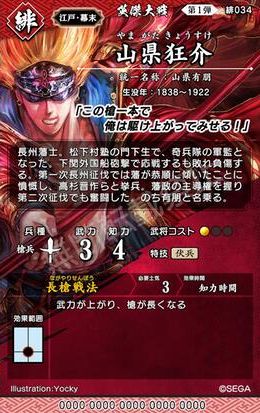 緋
江戸・幕末
英傑大戦
第1弾
緋034
やまがたきょうすけ
山県狂介
統一名称：山県有朋
生没年：1838～1922
「この槍一本で
俺は駆け上がってみせる！」
長州藩士。松下村塾の門下生で、奇兵隊の軍監と
なった。下関外国船砲撃で応戦するも敗れ負傷す
る。第一次長州征伐では藩が恭順に傾いたことに
憤慨し、高杉晋作らと挙兵。藩政の主導権を握り
第二次征伐でも奮闘した。のち有朋と名乗る。
兵種 武力 知力 武将コスト
槍兵 3 4
特技 伏兵
ながやりせんぽう 必要士気 効果時間
長槍戦法 3 知力時間
効果範囲
武力が上がり、槍が長くなる
Illustration:Yocky
©SEGA
0000-0000-0000-0000-0000